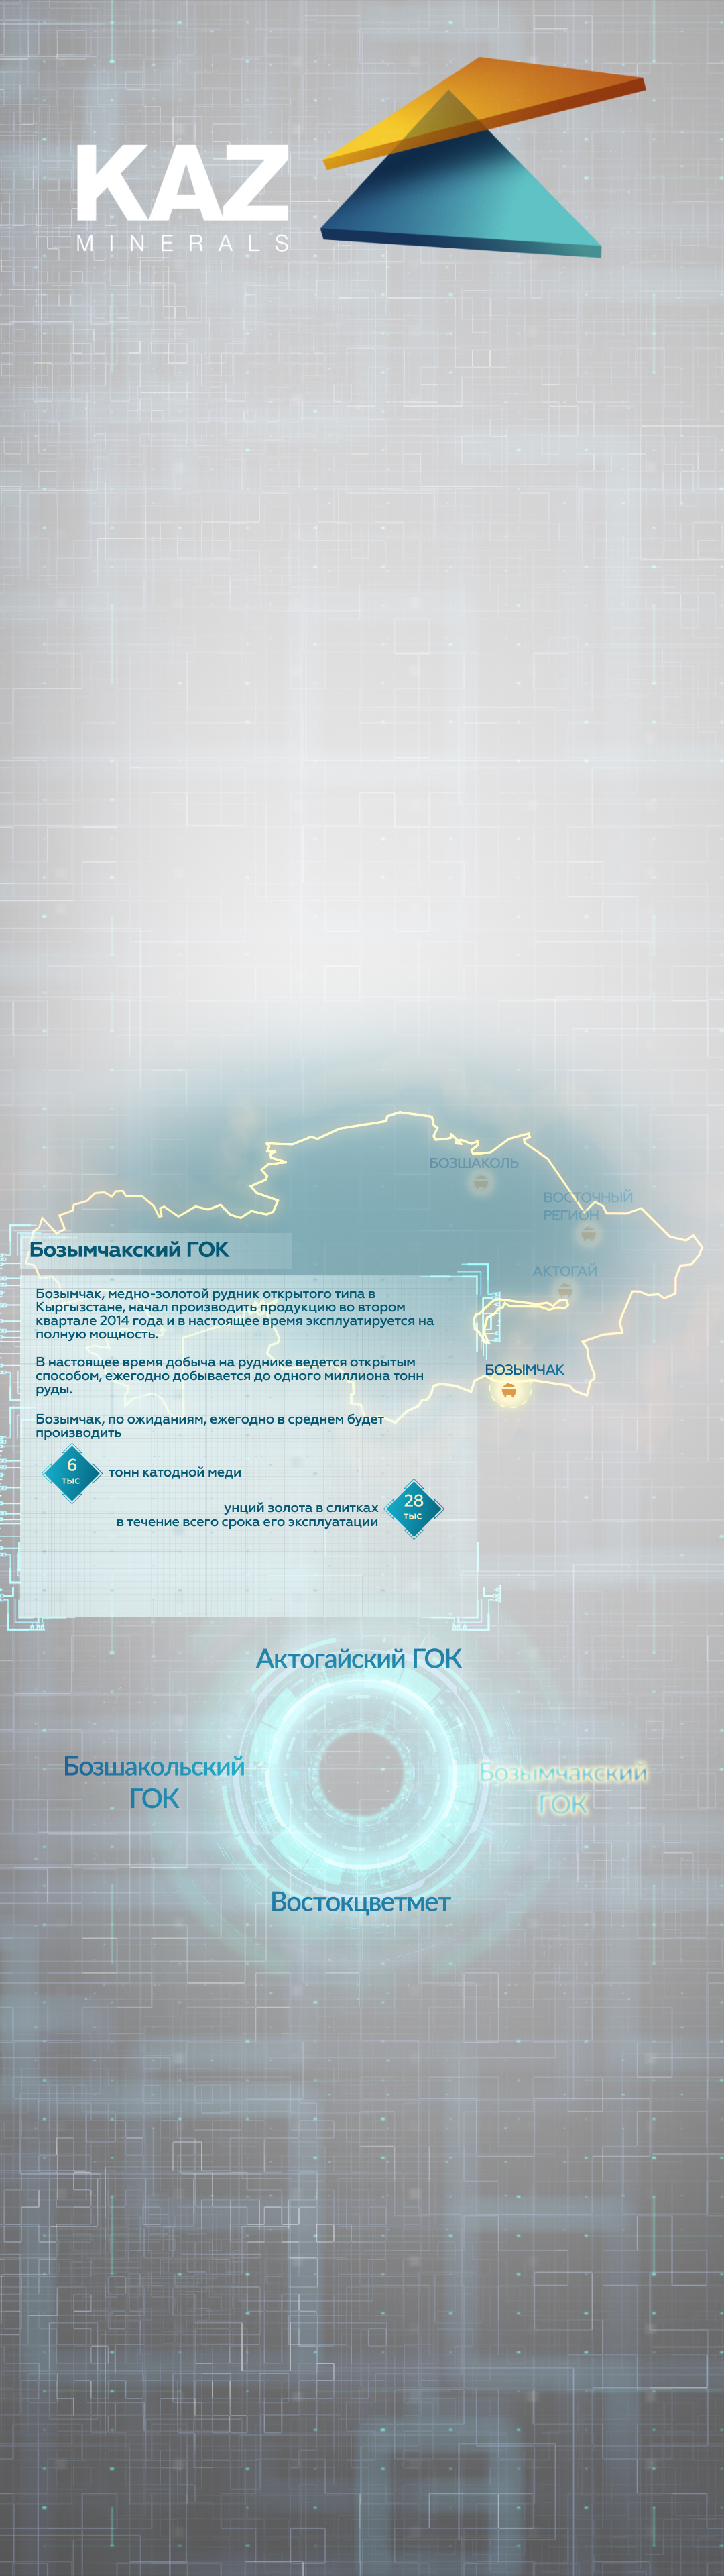 KAZ
MINERALS
БОЗШАКОЛЬ
ВОСТОЧНЫЙ
РЕГИОН
Бозымчакский ГОК
АКТОГАЙ
Бозымчак, медно-золотой рудник открытого типа в
Кыргызстане, начал производить продукцию во втором
квартале 2014 года и в настоящее время эксплуатируется на
полную мощность.
В настоящее время добыча на руднике ведется открытым
способом, ежегодно добывается до одного миллиона тонн
руды.
БОЗЫМЧАК
Бозымчак, по ожиданиям, ежегодно в среднем будет
производить
6
тыс
тонн катодной меди
унций золота в слитках
в течение всего срока его эксплуатации
28
тыс
Актогайский ГОК
Бозшакольский
ГОК
Бозымчакский
ГОК
Востокцветмет